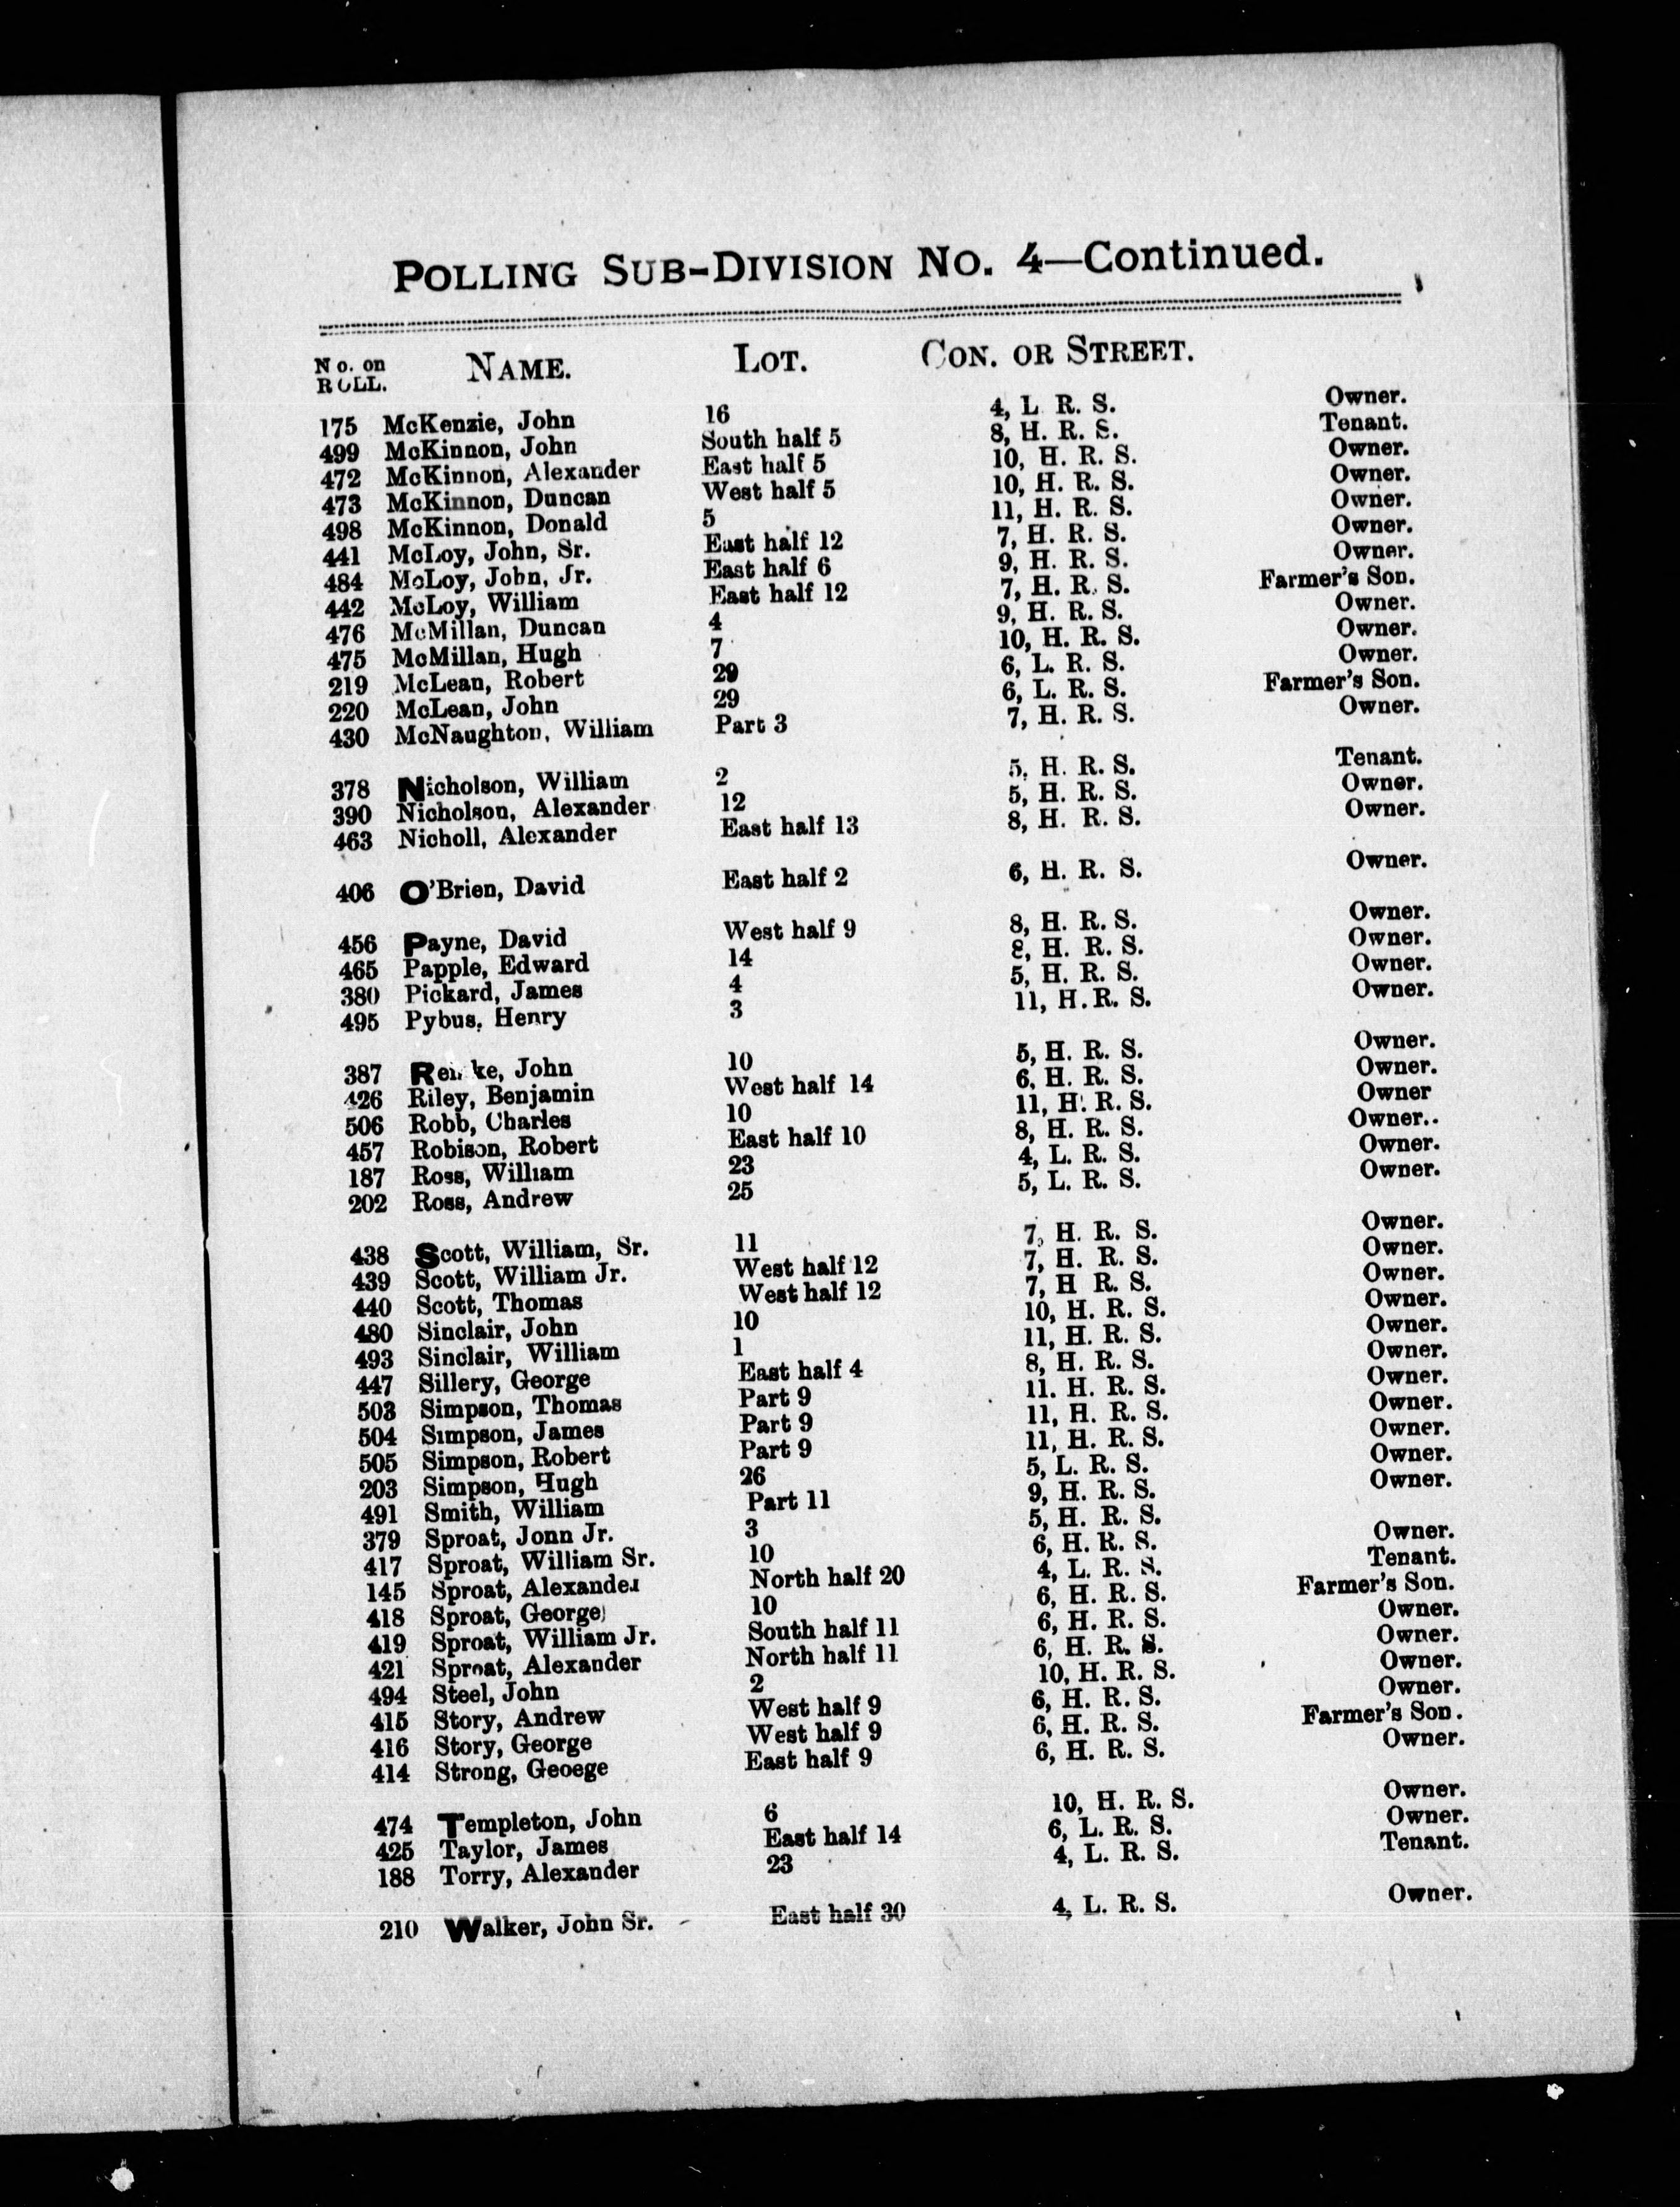 POLLING SUB-DIVISION NO. 4—Continued.
No. on ROLL. NAME. LOT. CON. OR STREET.
175 McKenzie, John 16 4, L R. S. Owner.
499 McKinnon, John South half 5 8, H. R. S. Tenant.
472 McKinnon, Alexander East half 5 10, H. R. S. Owner.
473 McKinnon, Duncan West half 5 10, H. R. S. Owner.
498 McKinnon, Donald 5 11, H. R. S. Owner.
441 McLoy, John, Sr. East half 12 7, H. R. S. Owner.
484 McLoy, John, Jr. East half 6 9, H. R. S. Owner.
442 McLoy, William East half 12 7, H. R. S. Farmer's Son.
476 McMillan, Duncan 4 9, H. R. S. Owner.
475 McMillan, Hugh 7 10, H. R. S. Owner.
219 McLean, Robert 29 6, L. R. S. Owner.
220 McLean, John 29 6, L. R. S. Farmer's Son.
430 McNaughton, William Part 3 7, H. R. S. Owner.
378 Nicholson, William 2 5, H. R. S. Tenant.
390 Nicholson, Alexander 12 5, H. R. S. Owner.
463 Nicholl, Alexander East half 13 8, H. R. S. Owner.
406 O'Brien, David East half 2 6, H. R. S. Owner.
456 Payne, David West half 9 8, H. R. S. Owner.
465 Papple, Edward 14 8, H. R. S. Owner.
380 Pickard, James 4 5, H. R. S. Owner.
495 Pybus, Henry 3 11, H. R. S. Owner.
387 John 10 5, H. R. S. Owner.
426 Riley, Benjamin West half 14 6, H. R. S. Owner.
506 Robb, Charles 10 11, H. R. S. Owner
457 Robison, Robert East half 10 8, H. R. S. Owner..
187 Ross, William 23 4, L. R. S. Owner.
202 Ross, Andrew 25 5, L. R. S. Owner.
438 Scott, William, Sr. 11 7, H. R. S. Owner.
439 Scott, William Jr. West half 12 7, H. R. S. Owner.
440 Scott, Thomas West half 12 7, H R. S. Owner.
480 Sinclair, John 10 10, H. R. S. Owner.
493 Sinclair, William 1 11, H. R. S. Owner.
447 Sillery, George East half 4 8, H. R. S. Owner.
503 Simpson, Thomas Part 9 11. H. R. S. Owner.
504 Simpson, James Part 9 11, H. R. S. Owner.
505 Simpson, Robert Part 9 11, H. R. S. Owner.
203 Simpson, Hugh 26 5, L. R. S. Owner.
491 Smith, William Part 11 9, H. R. S. Owner.
379 Sproat, Jonn Jr. 3 5, H. R. S.
417 Sproat, William Sr. 10 6, H. R. S. Owner.
145 Sproat, Alexander North half 20 4, L. R. S. Tenant.
418 Sproat, George 10 6, H. R. S. Farmer's Son.
419 Sproat, William Jr. South half 11 6, H. R. S. Owner.
421 Sproat, Alexander North half 11 6, H. R. S. Owner.
494 Steel, John 2 10, H. R. S. Owner.
415 Story, Andrew West half 9 6, H. R. S. Owner.
416 Story, George West half 9 6, H. R. S. Farmer's Son.
414 Strong, Geoege East half 9 6, H. R. S. Owner.
474 Templeton, John 6 10, H. R. S. Owner.
425 Taylor, James East half 14 6, L. R. S. Owner.
188 Torry, Alexander 23 4, L. R. S. Tenant.
210 Walker, John Sr. East half 30 4, L. R. S. Owner.